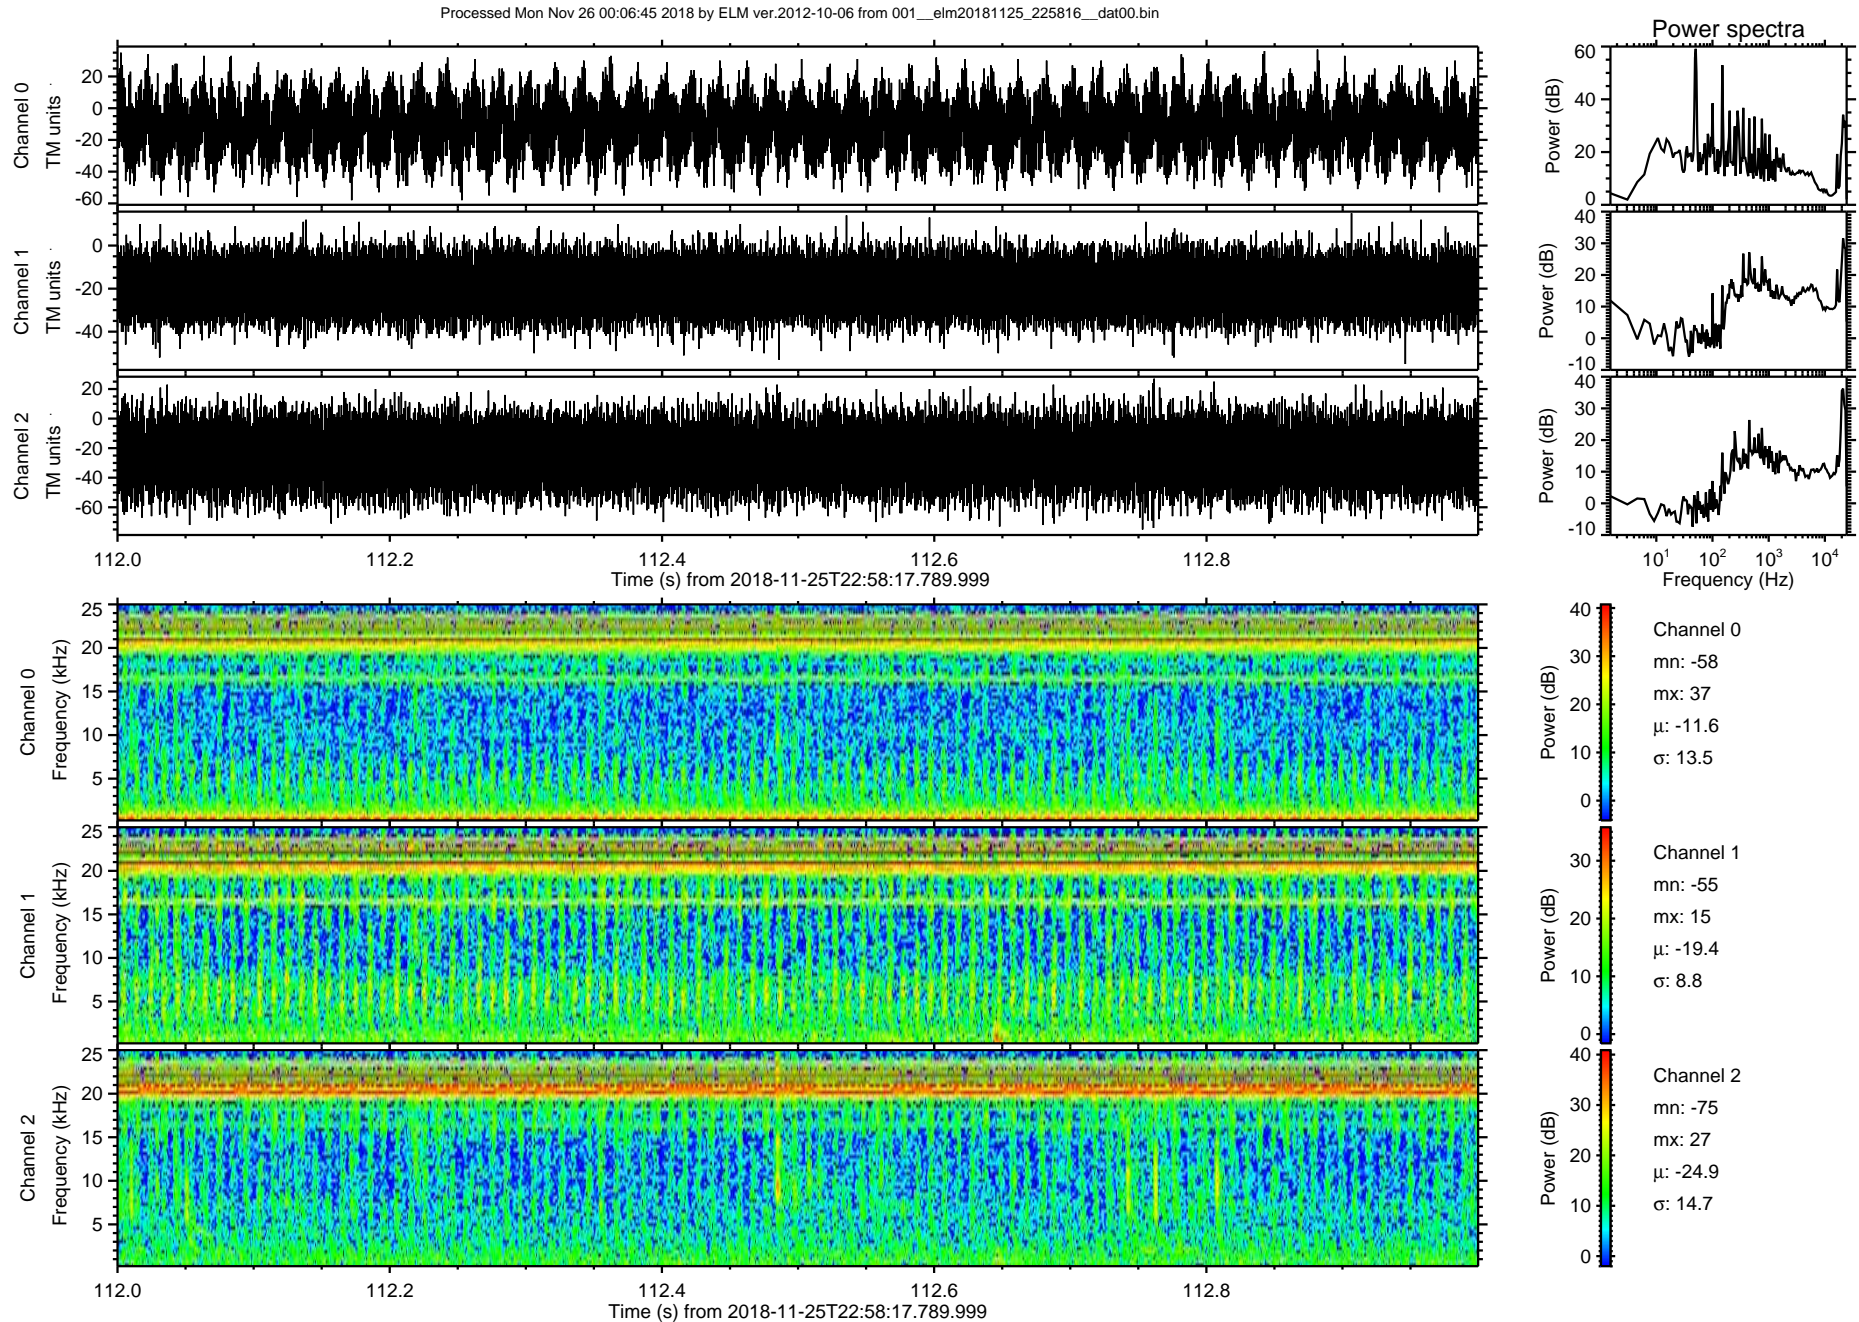 Processed Mon Nov 26 00:06:45 2018 by ELM ver.2012-10-06 from 001__elm20181125_225816__dat00.bin
Power spectra
Channel 0
TM units
20
0
-20
-40
-60
Power (dB)
60
40
20
0
Channel 1
TM units
0
-20
-40
Power (dB)
40
30
20
10
0
-10
Channel 2
TM units
20
0
-20
-40
-60
Power (dB)
40
30
20
10
0
-10
112.0 112.2 112.4 112.6 112.8
Time (s) from 2018-11-25T22:58:17.789.999
10^1 10^2 10^3 10^4
Frequency (Hz)
Channel 0
Frequency (kHz)
25
20
15
10
5
Power (dB)
40
30
20
10
0
Channel 0
mn: -58
mx: 37
μ: -11.6
σ: 13.5
Channel 1
Frequency (kHz)
25
20
15
10
5
Power (dB)
30
20
10
0
Channel 1
mn: -55
mx: 15
μ: -19.4
σ: 8.8
Channel 2
Frequency (kHz)
25
20
15
10
5
Power (dB)
40
30
20
10
0
Channel 2
mn: -75
mx: 27
μ: -24.9
σ: 14.7
112.0 112.2 112.4 112.6 112.8
Time (s) from 2018-11-25T22:58:17.789.999